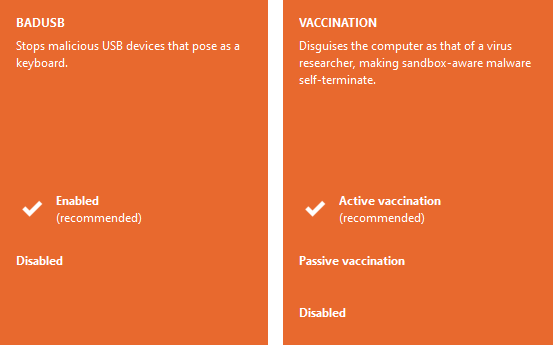 BADUSB
Stops malicious USB devices that pose as a
keyboard.
Enabled
(recommended)
Disabled
VACCINATION
Disguises the computer as that of a virus
researcher, making sandbox-aware malware
self-terminate.
Active vaccination
(recommended)
Passive vaccination
Disabled